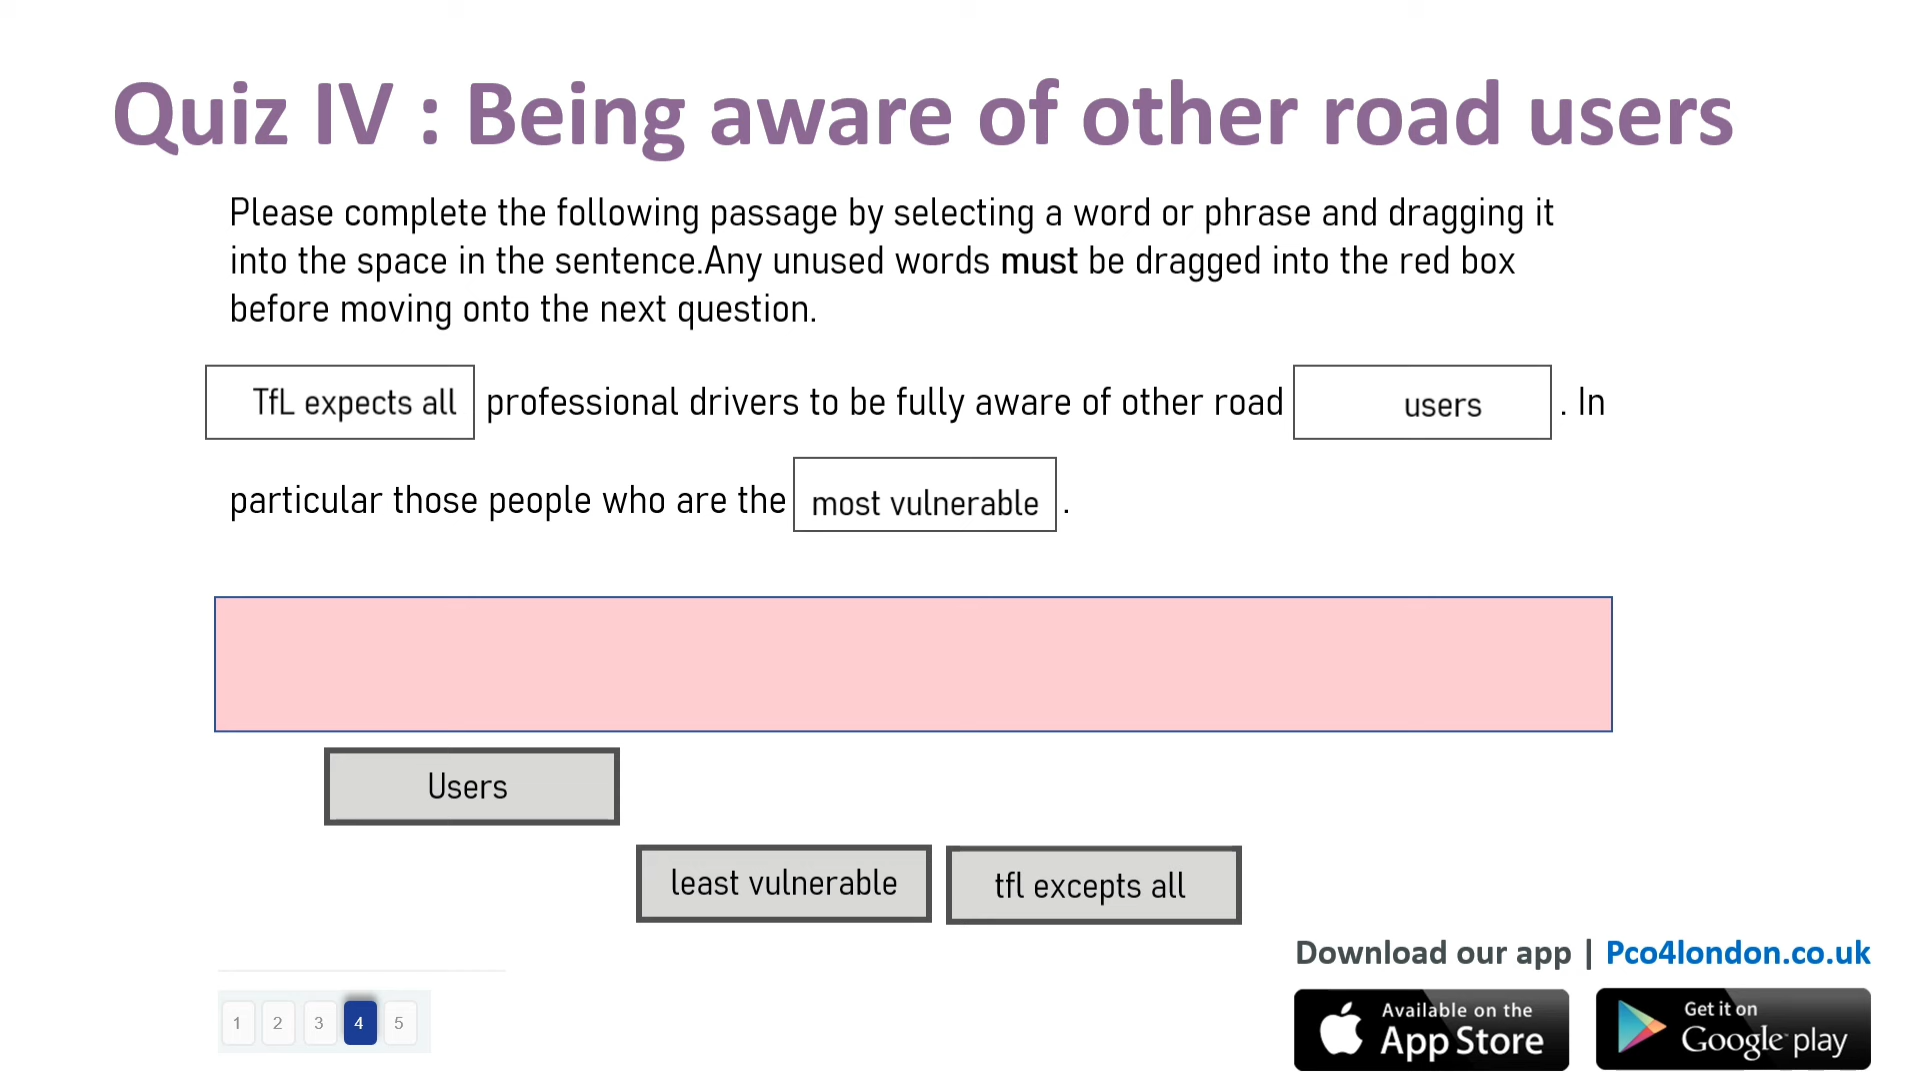 Quiz IV : Being aware of other road users
Please complete the following passage by selecting a word or phrase and dragging it
into the space in the sentence.Any unused words must be dragged into the red box
before moving onto the next question.
TfL expects all professional drivers to be fully aware of other road users . In
particular those people who are the most vulnerable .
Users
least vulnerable tfl excepts all
Download our app | Pco4london.co.uk
1 2 3 4 5
Available on the
App Store
Get it on
Google play